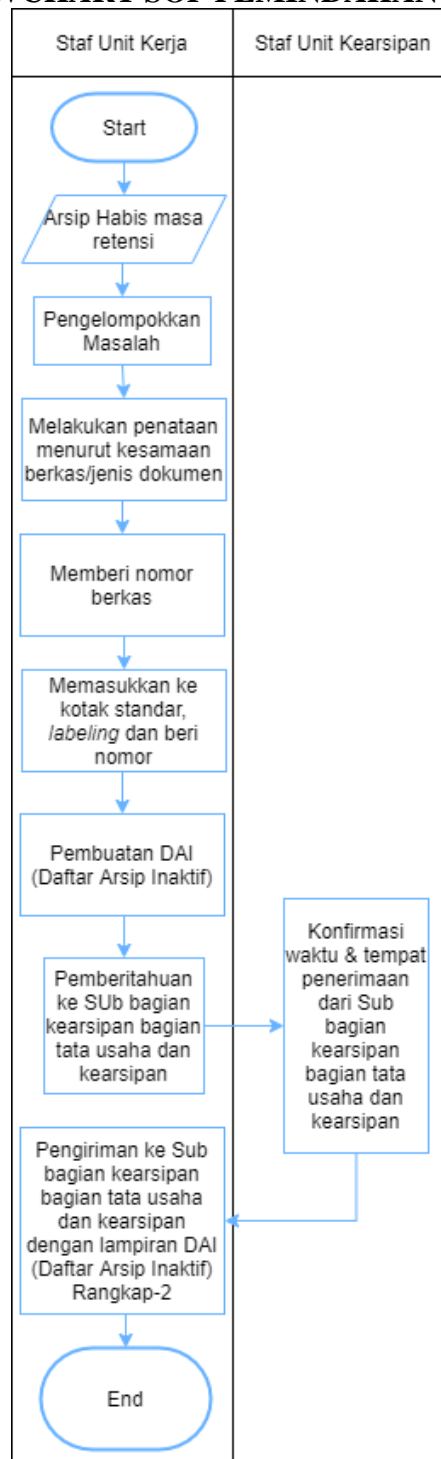 Staf Unit Kerja
Staf Unit Kearsipan
Start
Arsip Habis masa
retensi
Pengelompokkan
Masalah
Melakukan penataan
menurut kesamaan
berkas/jenis dokumen
Memberi nomor
berkas
Memasukkan ke
kotak standar,
labeling dan beri
nomor
Pembuatan DAI
(Daftar Arsip Inaktif)
Pemberitahuan
ke SUb bagian
kearsipan bagian
tata usaha dan
kearsipan
Konfirmasi
waktu & tempat
penerimaan
dari Sub
bagian
kearsipan
bagian tata
usaha dan
kearsipan
Pengiriman ke Sub
bagian kearsipan
bagian tata usaha
dan kearsipan
dengan lampiran DAI
(Daftar Arsip Inaktif)
Rangkap-2
End